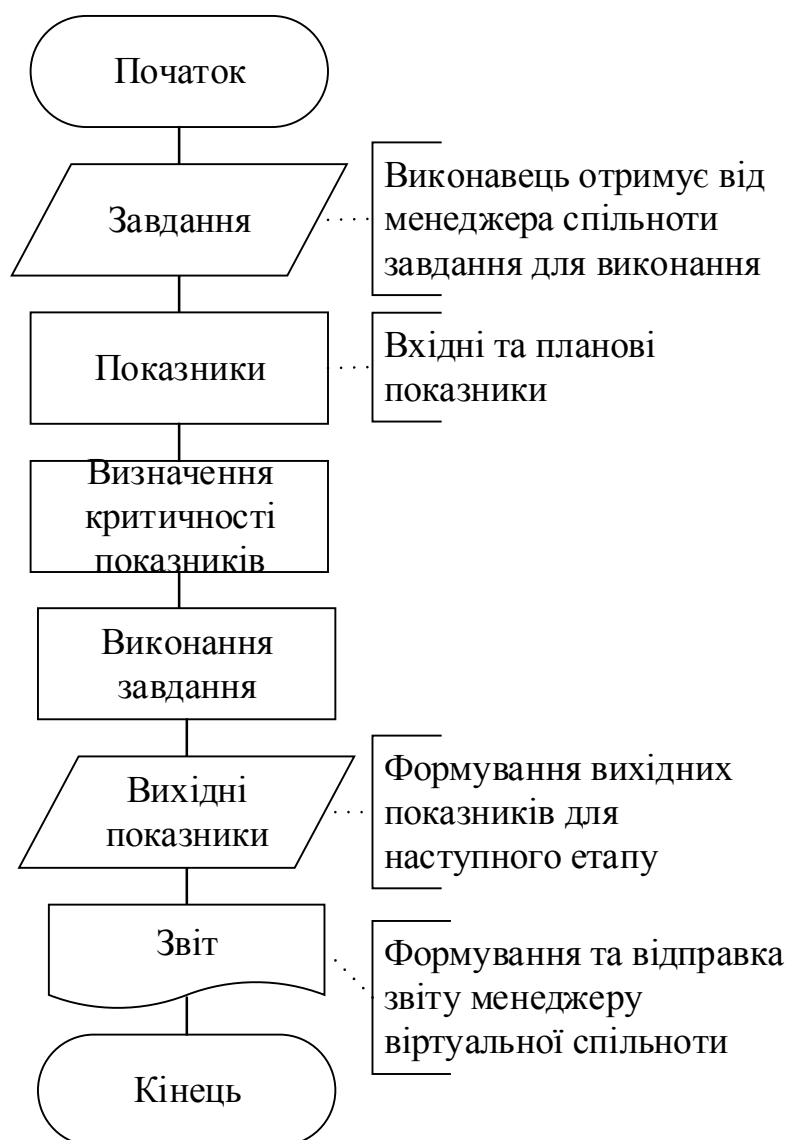 Початок
Завдання
Виконавець отримує від
менеджера спільноти
завдання для виконання
Показники
Вхідні та планові
показники
Визначення
критичності
показників
Виконання
завдання
Вихідні
показники
Формування вихідних
показників для
наступного етапу
Звіт
Формування та відправка
звіту менеджеру
віртуальної спільноти
Кінець